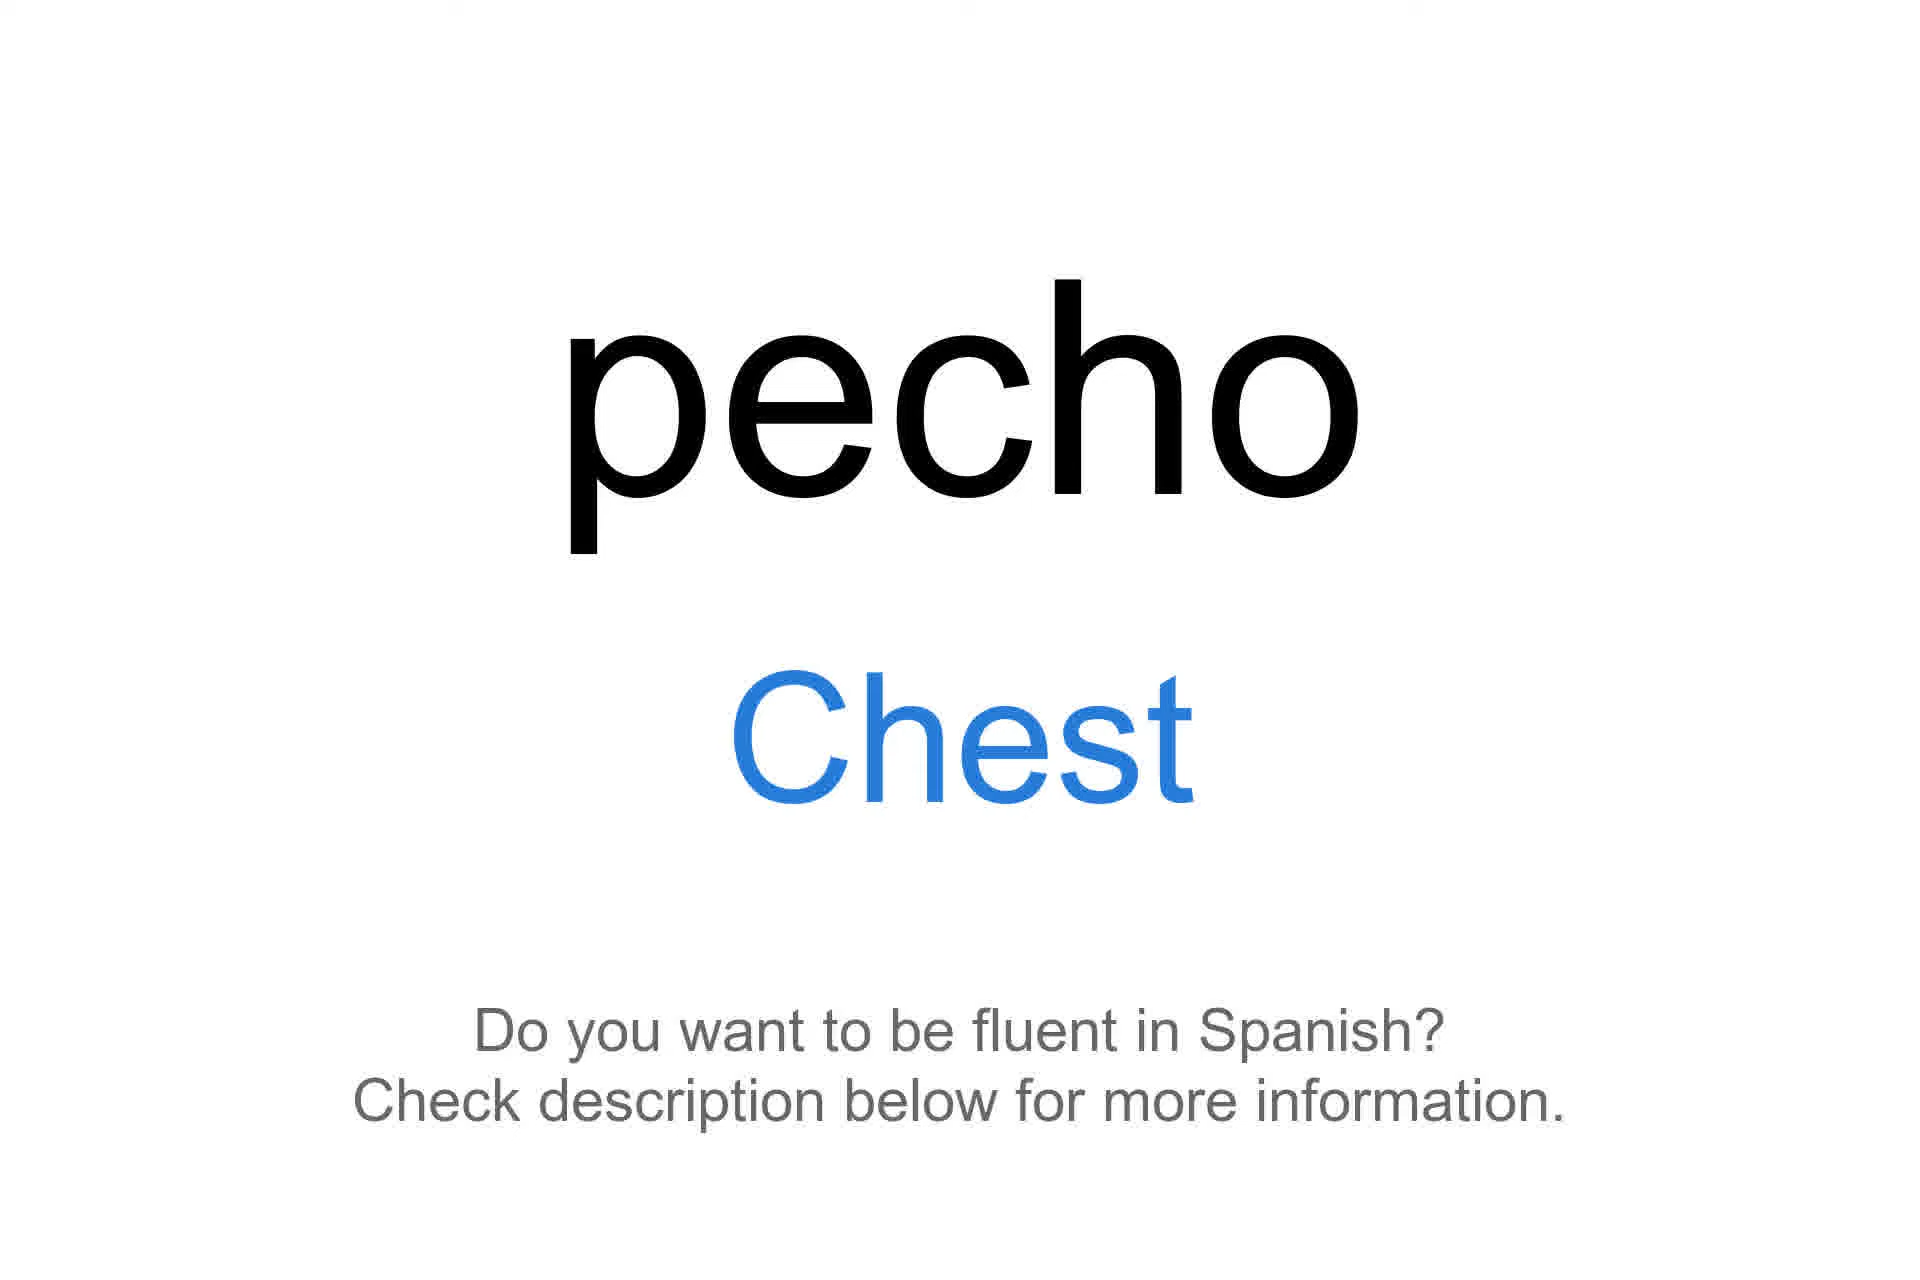 pecho
Chest
Do you want to be fluent in Spanish?
Check description below for more information.